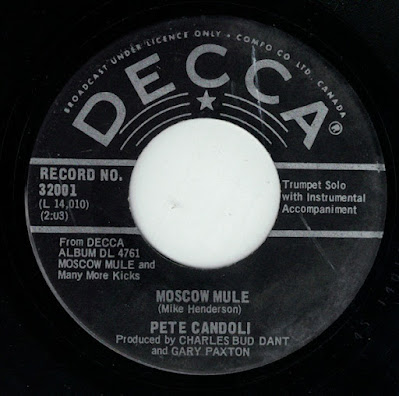 BROADCAST UNDER LICENCE ONLY • COMPO CO LTD. CANADA
DECCA®
RECORD NO.
32001
(L 14,010)
(2:u3)
Trumpet Solo
with Instrumental
Accompaniment
From DECCA
ALBUM DL 4761
MOSCOW MULE and
Many More Kicks
MOSCOW MULE
(Mike Henderson)
PETE CANDOLI
Produced by CHARLES BUD DANT
and GARY PAXTON